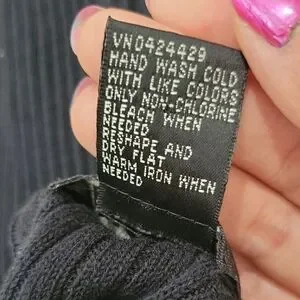 VN0424429
HAND WASH COLD
WITH LIKE COLORS
ONLY NON-CHLORINE
BLEACH WHEN
NEEDED
RESHAPE AND
DRY FLAT
WARM IRON WHEN
NEEDED